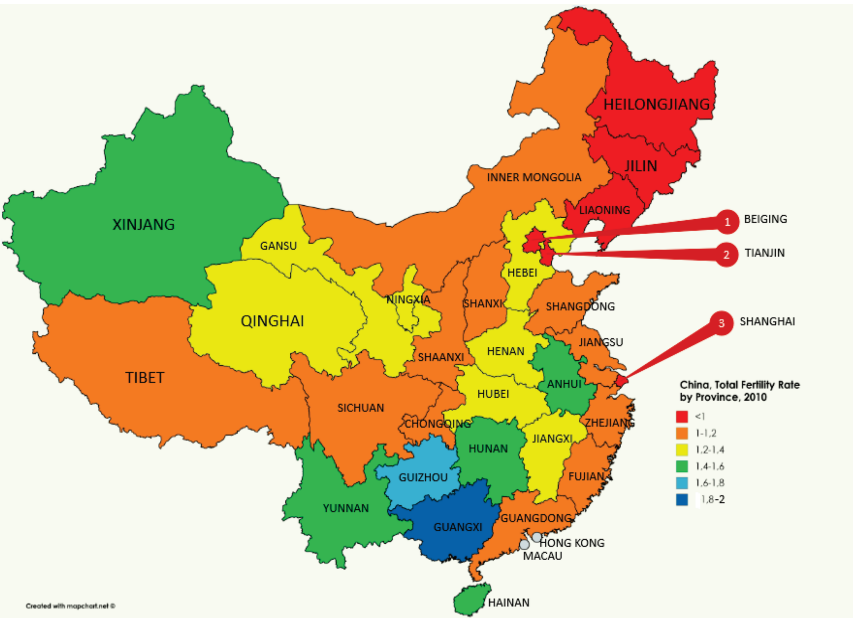 HEILONGJIANG
JILIN
INNER MONGOLIA
LIAONING
1 BEIGING
XINJANG
GANSU
2 TIANJIN
HEBEI
NINGXIA
SHANXI
SHANGDONG
QINGHAI
3 SHANGHAI
JIANGSU
HENAN
SHAANXI
TIBET
ANHUI
China, Total Fertility Rate
by Province, 2010
<1
1-1,2
1,2-1,4
1,4-1,6
1,6-1,8
1,8-2
HUBEI
SICHUAN
CHONGQING
ZHEJIANG
JIANGXI
HUNAN
GUIZHOU
FUJIAN
YUNNAN
GUANGDONG
GUANGXI
HONG KONG
MACAU
HAINAN
Created with mapchart.net ©